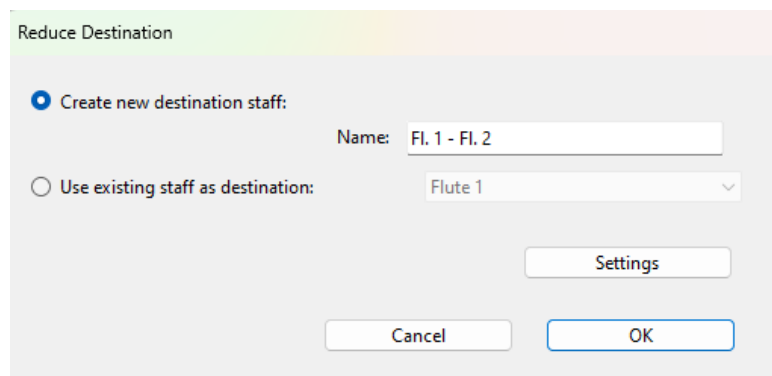 Reduce Destination
Create new destination staff:
Name: Fl. 1 - Fl. 2
Use existing staff as destination: Flute 1
Settings
Cancel OK